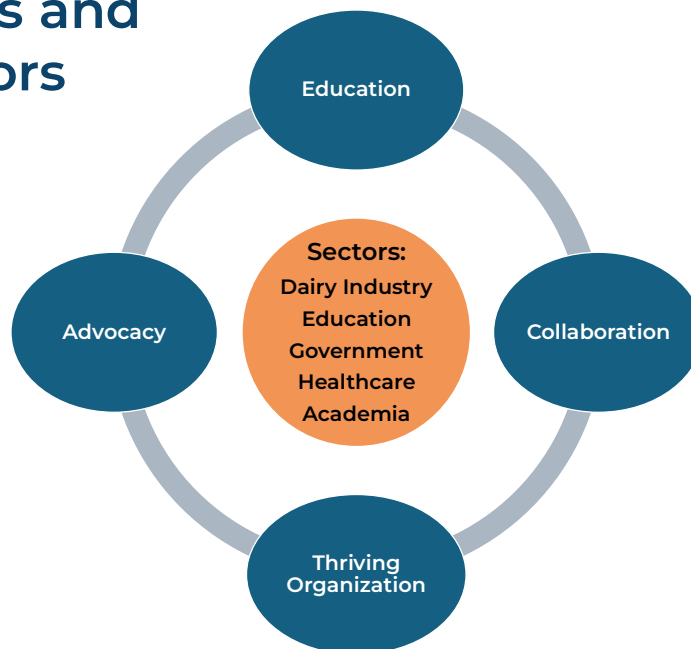 s and
ors
Education
Sectors:
Dairy Industry
Education
Government
Healthcare
Academia
Advocacy
Collaboration
Thriving
Organization